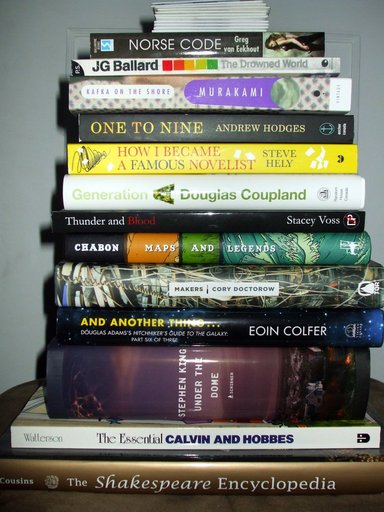 NORSE CODE Greg van Eekhout
P.S. JG Ballard The Drowned World
KAFKA ON THE SHORE MURAKAMI VINTAGE
ONE TO NINE ANDREW HODGES
HOW I BECAME
A FAMOUS NOVELIST STEVE HELY
Generation A Douglas Coupland
Thunder and Blood Stacey Voss
CHABON MAPS AND LEGENDS
MAKERS CORY DOCTOROW TOR
AND ANOTHER THING...
DOUGLAS ADAMS'S HITCHHIKER'S GUIDE TO THE GALAXY:
PART SIX OF THREE EOIN COLFER
STEPHEN KING
UNDER THE
DOME
SCRIBNER
Watterson The Essential CALVIN AND HOBBES
Cousins The Shakespeare Encyclopedia